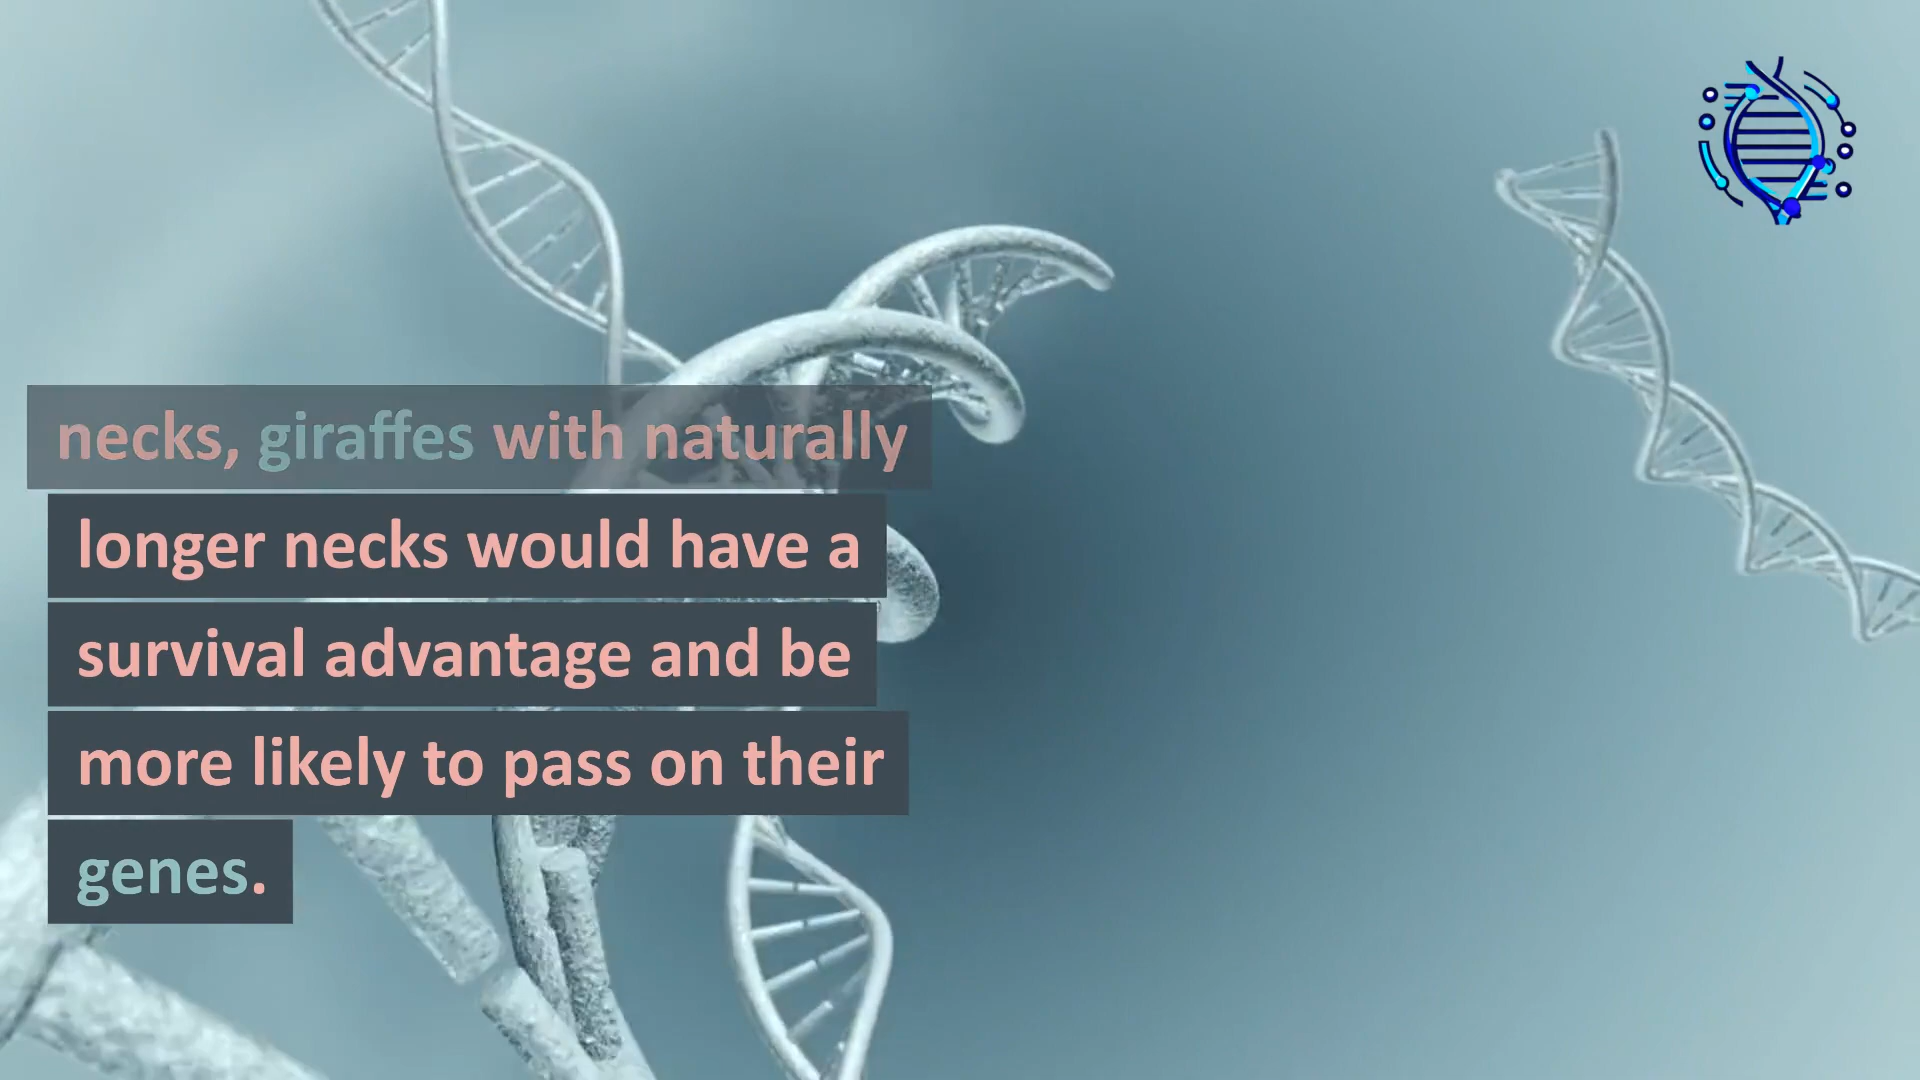 necks, giraffes with naturally
longer necks would have a
survival advantage and be
more likely to pass on their
genes.